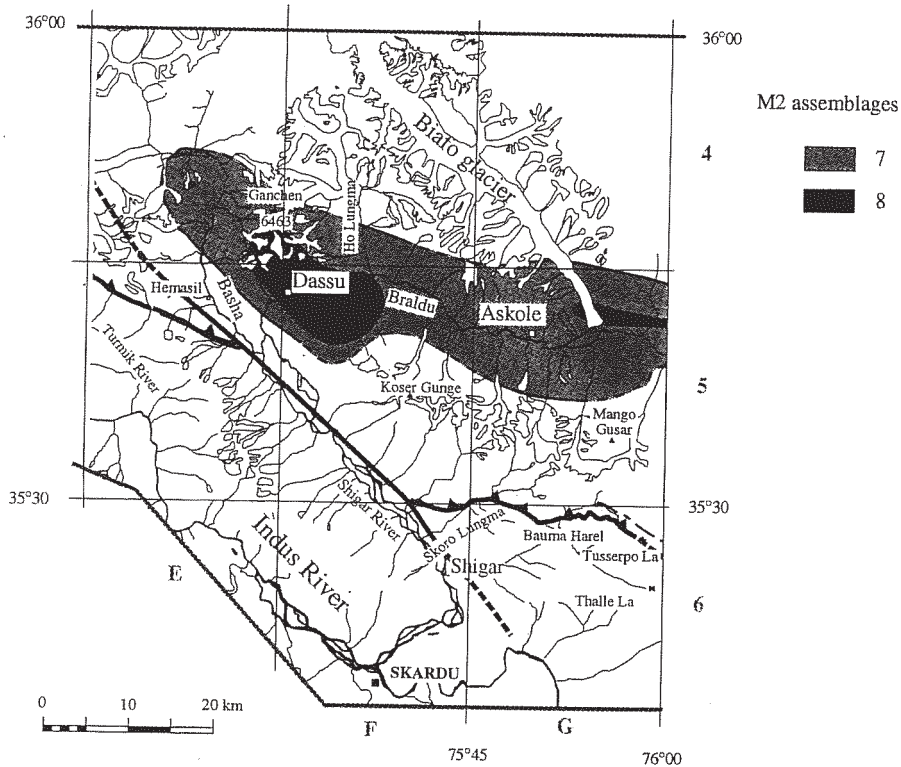 36°00
36°00
M2 assemblages
7
8
4
Biafo glacier
Ganchen
6463
Ho Lungma
Dassu
Hemasil
Basha
Braldu
Askole
Turmik River
5
Koser Gunge
Mango
Gusar
35°30
35°30
Shigar River
Skoro Lungma
Bauma Harel
Tusserpo La
Indus River
E
Shigar
Thalle La
6
SKARDU
0 10 20 km
F
G
75°45
76°00